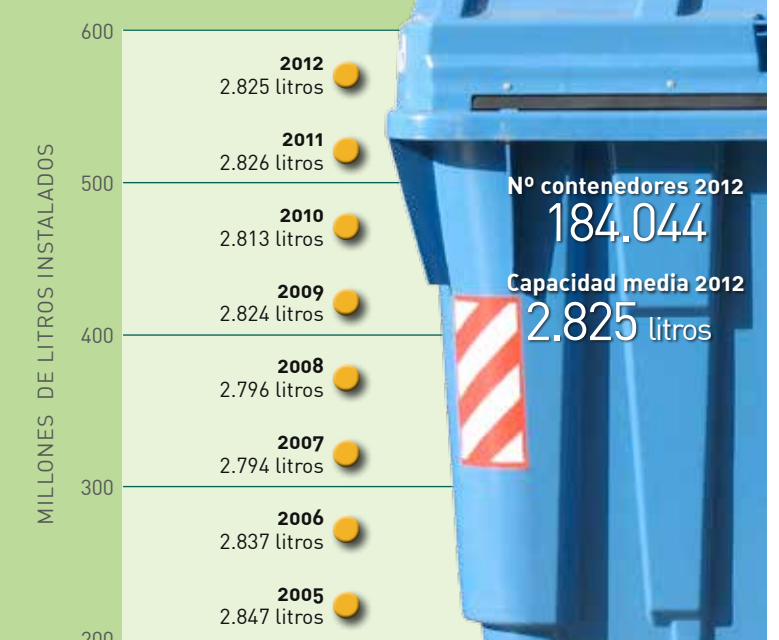 MILLONES DE LITROS INSTALADOS
600
2012
2.825 litros
2011
2.826 litros
500
2010
2.813 litros
2009
2.824 litros
400
2008
2.796 litros
2007
2.794 litros
300
2006
2.837 litros
2005
2.847 litros
200
Nº contenedores 2012
184.044
Capacidad media 2012
2.825 litros